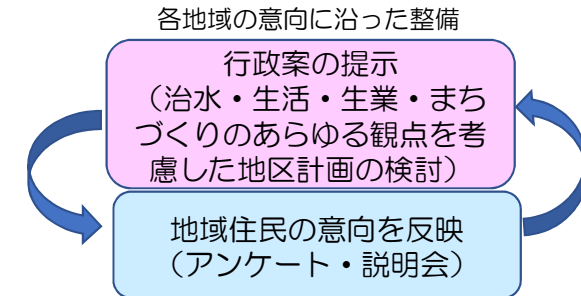 各地域の意向に沿った整備
行政案の提示
（治水・生活・生業・まち
づくりのあらゆる観点を考
慮した地区計画の検討）
地域住民の意向を反映
（アンケート・説明会）